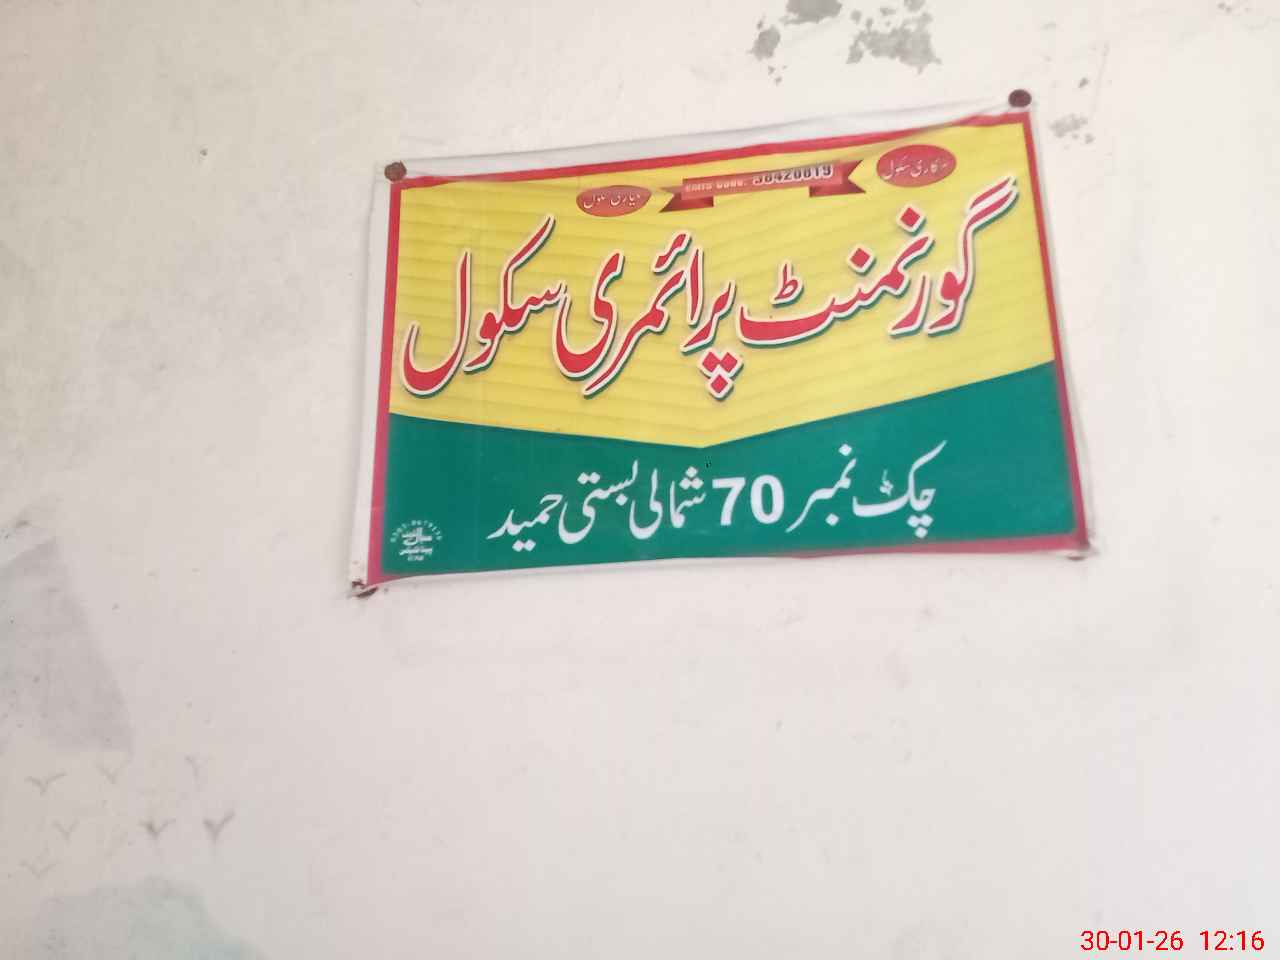 سرکاری سکول
EMIS CODE: 38420819
معیاری سکول
گورنمنٹ پرائمری سکول
چک نمبر 70 شمالی بستی حمید
30-01-26 12:16